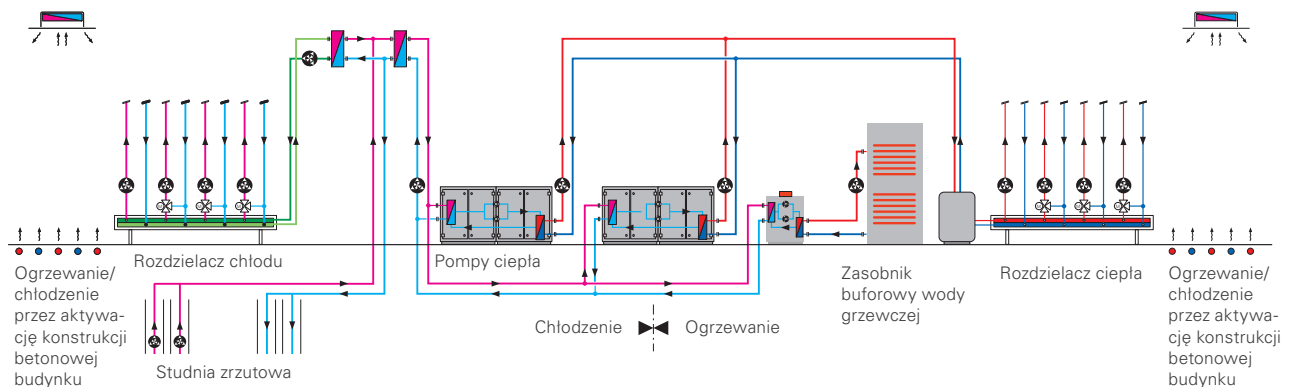 Ogrzewanie/
chłodzenie
przez aktywa-
cję konstrukcji
betonowej
budynku
Rozdzielacz chłodu
Studnia zrzutowa
Pompy ciepła
Chłodzenie
Ogrzewanie
Zasobnik
buforowy wody
grzewczej
Rozdzielacz ciepła
Ogrzewanie/
chłodzenie
przez aktywa-
cję konstrukcji
betonowej
budynku